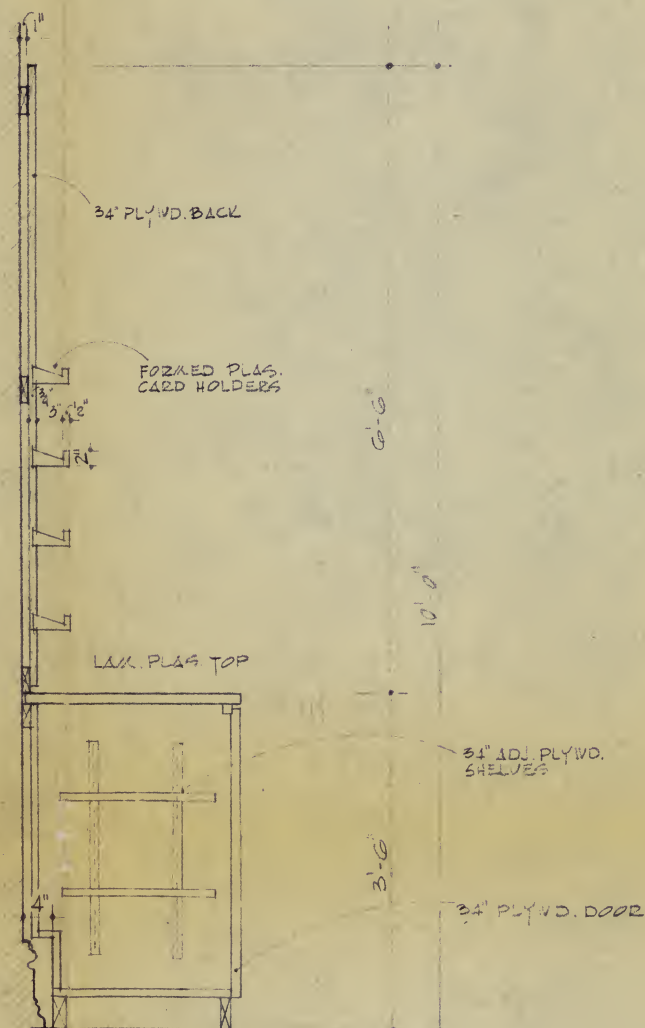 1"
34" PLYWD. BACK
FORMED PLAS.
CARD HOLDERS
3/4"
3"
1/2"
2"
6'-6"
10'-0"
LAM. PLAS TOP
34" ADJ. PLYWD.
SHELVES
3'-6"
4"
34" PLYWD. DOOR